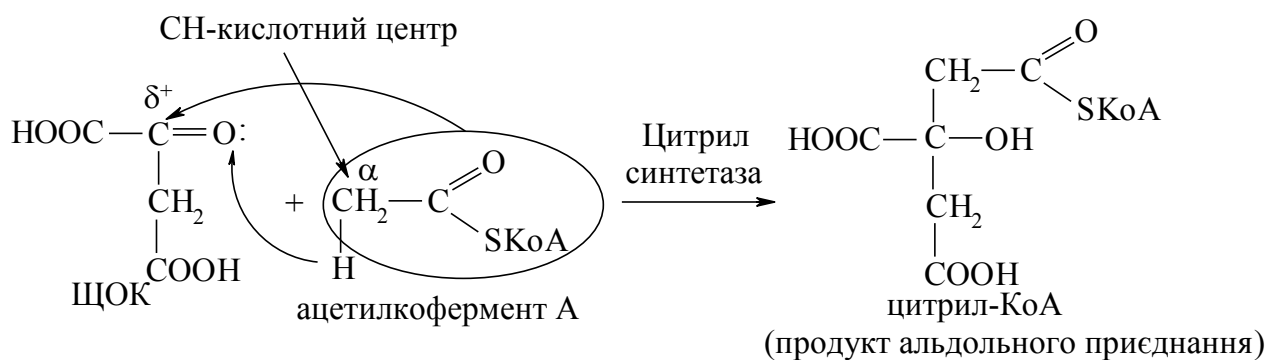 СН-кислотний центр
δ+
HOOC—C=O:
CH2
COOH
ЩОК
+
α
CH2—C
O
SKoA
H
ацетилкофермент А
Цитрил
синтетаза
O
CH2—C
SKoA
HOOC—C—OH
CH2
COOH
цитрил-КоА
(продукт альдольного приєднання)